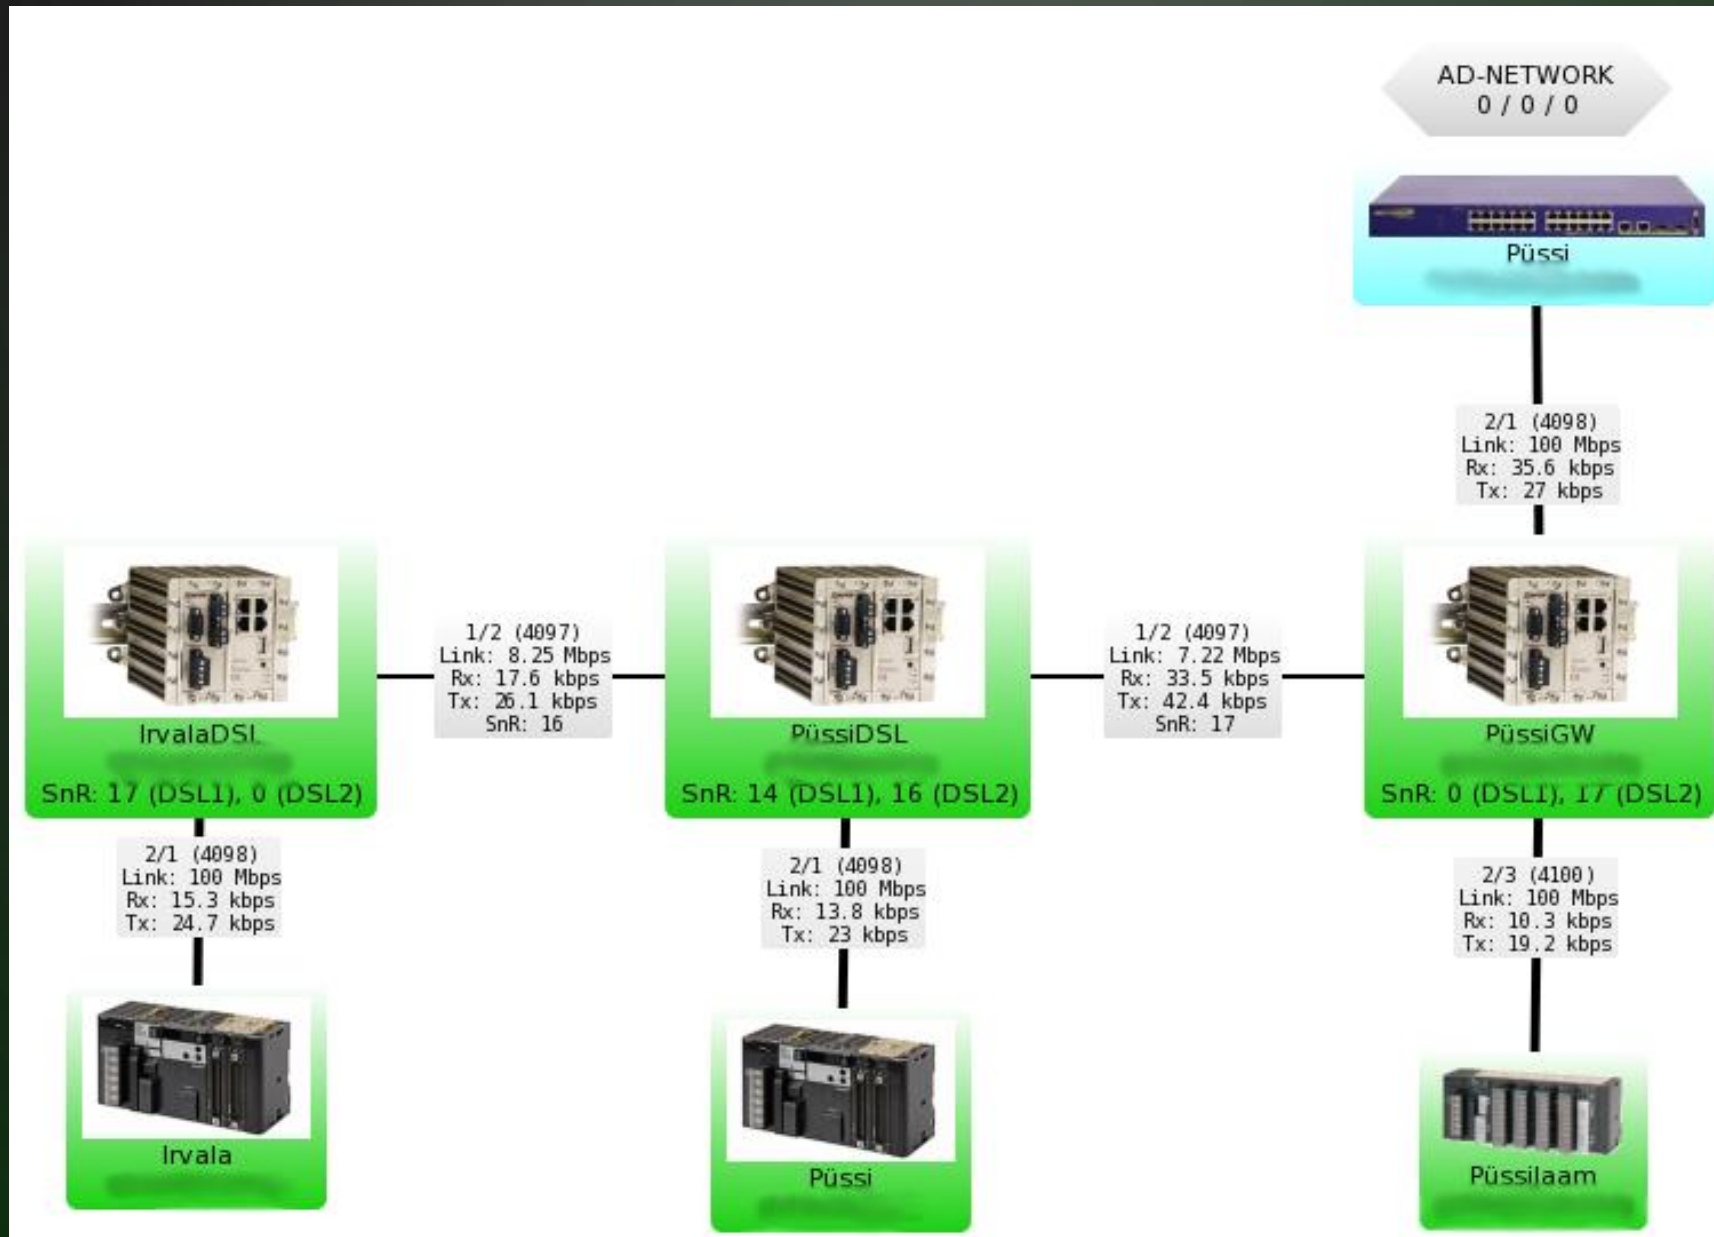 AD-NETWORK
0 / 0 / 0
Püssi
2/1 (4098)
Link: 100 Mbps
Rx: 35.6 kbps
Tx: 27 kbps
IrvalaDSL
SnR: 17 (DSL1), 0 (DSL2)
1/2 (4097)
Link: 8.25 Mbps
Rx: 17.6 kbps
Tx: 26.1 kbps
SnR: 16
PüssiDSL
SnR: 14 (DSL1), 16 (DSL2)
1/2 (4097)
Link: 7.22 Mbps
Rx: 33.5 kbps
Tx: 42.4 kbps
SnR: 17
PüssiGW
SnR: 0 (DSL1), 17 (DSL2)
2/1 (4098)
Link: 100 Mbps
Rx: 15.3 kbps
Tx: 24.7 kbps
2/1 (4098)
Link: 100 Mbps
Rx: 13.8 kbps
Tx: 23 kbps
2/3 (4100)
Link: 100 Mbps
Rx: 10.3 kbps
Tx: 19.2 kbps
Irvala
Püssi
Püssilaam